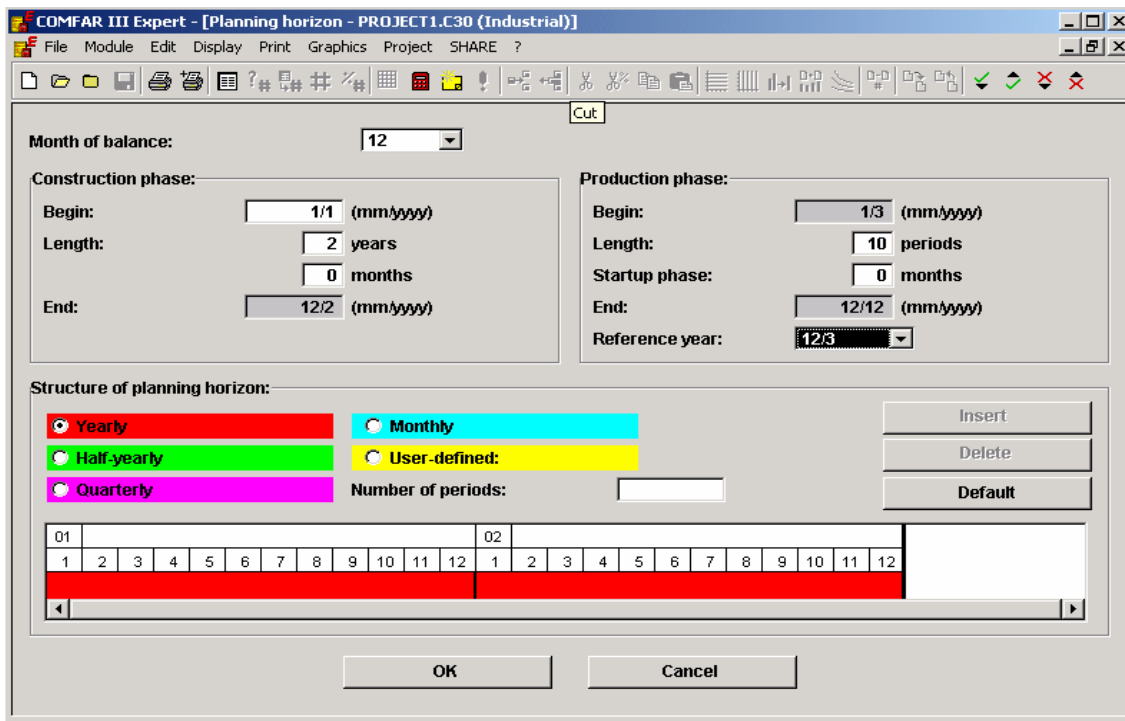 COMFAR III Expert - [Planning horizon - PROJECT1.C30 (Industrial)]
File Module Edit Display Print Graphics Project SHARE ?
Cut
Month of balance: 12
Construction phase:
Begin: 1/1 (mm/yyyy)
Length: 2 years
0 months
End: 12/2 (mm/yyyy)
Production phase:
Begin: 1/3 (mm/yyyy)
Length: 10 periods
Startup phase: 0 months
End: 12/12 (mm/yyyy)
Reference year: 12/3
Structure of planning horizon:
Yearly Monthly Insert
Half-yearly User-defined: Delete
Quarterly Number of periods: Default
01 02
1 2 3 4 5 6 7 8 9 10 11 12 1 2 3 4 5 6 7 8 9 10 11 12
OK Cancel